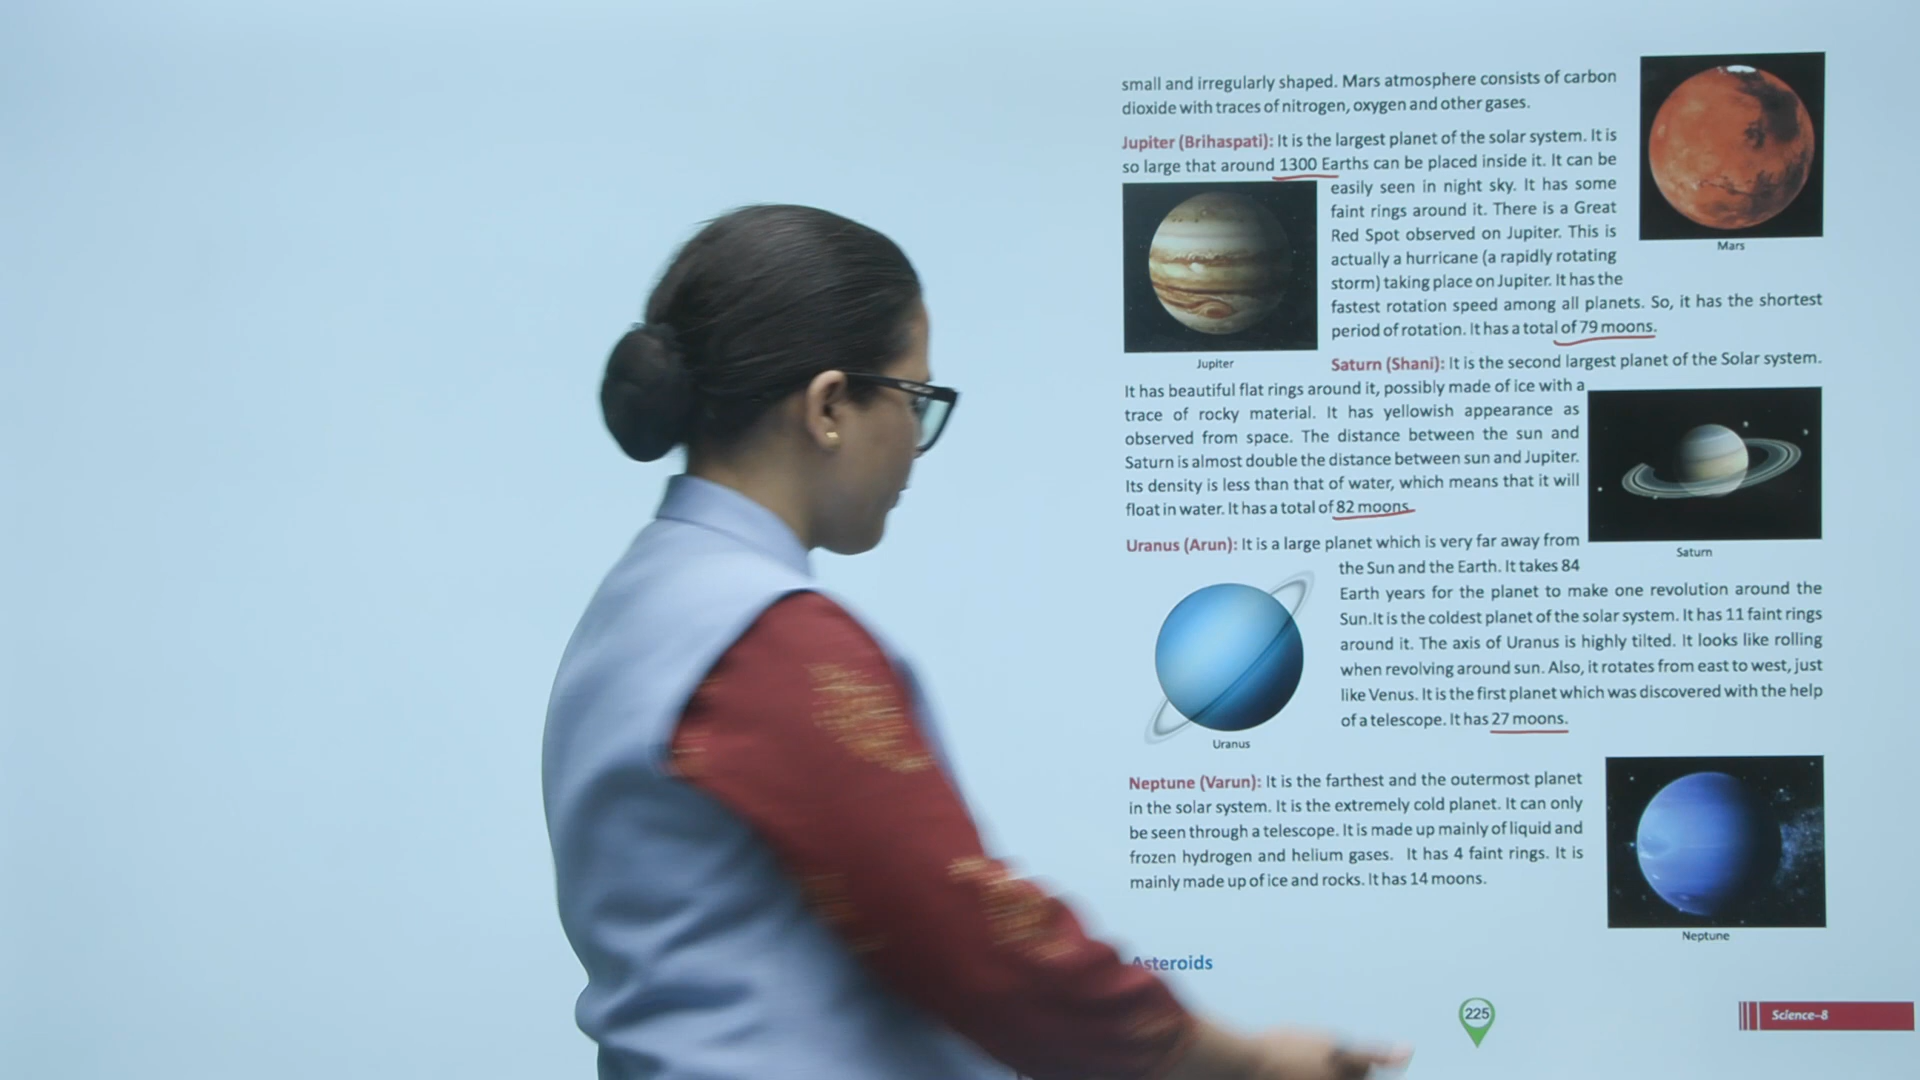 small and irregularly shaped. Mars atmosphere consists of carbon
dioxide with traces of nitrogen, oxygen and other gases.
Mars
Jupiter (Brihaspati): It is the largest planet of the solar system. It is
so large that around 1300 Earths can be placed inside it. It can be
easily seen in night sky. It has some
faint rings around it. There is a Great
Red Spot observed on Jupiter. This is
actually a hurricane (a rapidly rotating
storm) taking place on Jupiter. It has the
fastest rotation speed among all planets. So, it has the shortest
period of rotation. It has a total of 79 moons.
Jupiter
Saturn (Shani): It is the second largest planet of the Solar system.
It has beautiful flat rings around it, possibly made of ice with a
trace of rocky material. It has yellowish appearance as
observed from space. The distance between the sun and
Saturn is almost double the distance between sun and Jupiter.
Its density is less than that of water, which means that it will
float in water. It has a total of 82 moons.
Saturn
Uranus (Arun): It is a large planet which is very far away from
the Sun and the Earth. It takes 84
Earth years for the planet to make one revolution around the
Sun.It is the coldest planet of the solar system. It has 11 faint rings
around it. The axis of Uranus is highly tilted. It looks like rolling
when revolving around sun. Also, it rotates from east to west, just
like Venus. It is the first planet which was discovered with the help
of a telescope. It has 27 moons.
Uranus
Neptune (Varun): It is the farthest and the outermost planet
in the solar system. It is the extremely cold planet. It can only
be seen through a telescope. It is made up mainly of liquid and
frozen hydrogen and helium gases. It has 4 faint rings. It is
mainly made up of ice and rocks. It has 14 moons.
Neptune
Asteroids
225
Science–8